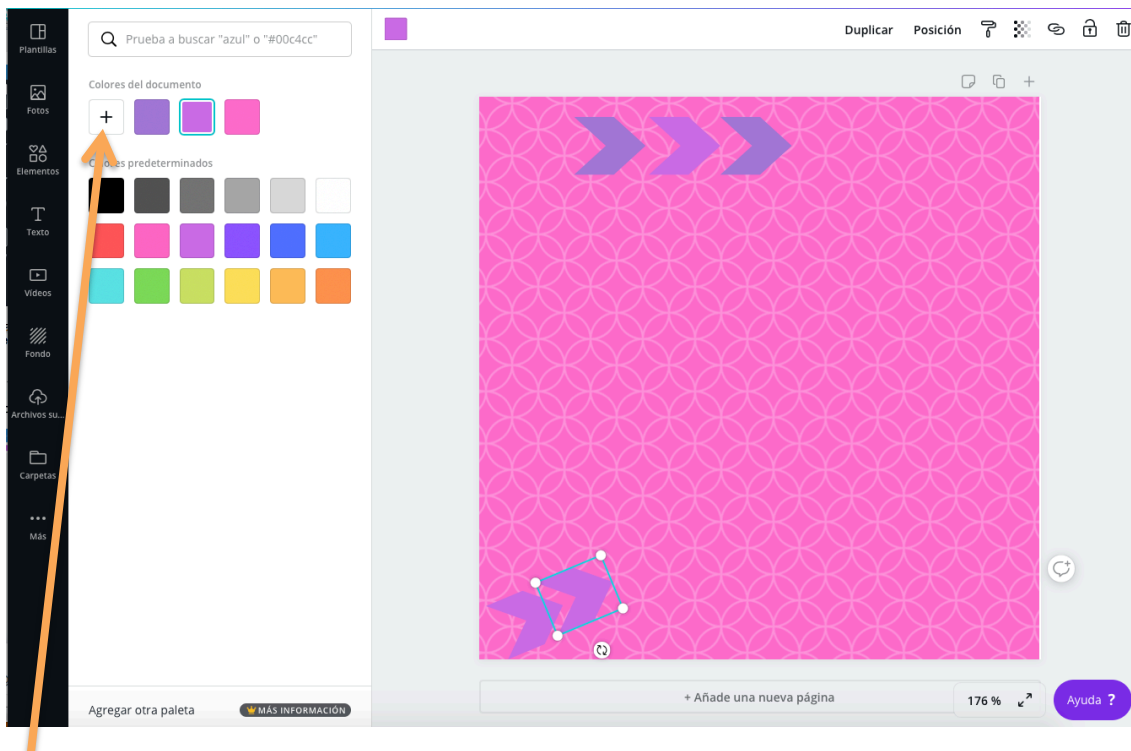 Plantillas
Fotos
Elementos
Texto
Vídeos
Fondo
Archivos su...
Carpetas
Más
Prueba a buscar "azul" o "#00c4cc"
Colores del documento
Colores predeterminados
Agregar otra paleta
MÁS INFORMACIÓN
Duplicar
Posición
+ Añade una nueva página
176 %
Ayuda ?